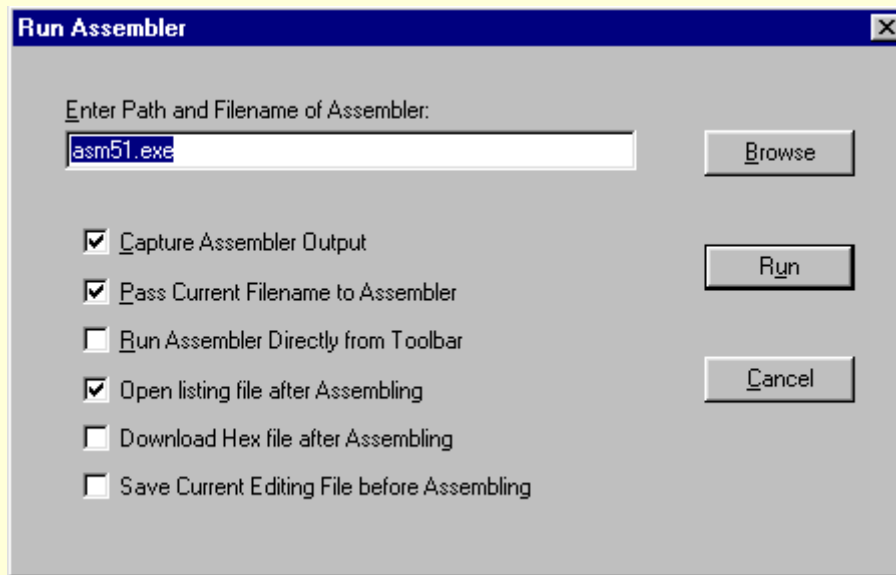 Run Assembler
Enter Path and Filename of Assembler:
asm51.exe
Browse
Capture Assembler Output
Run
Pass Current Filename to Assembler
Run Assembler Directly from Toolbar
Open listing file after Assembling
Cancel
Download Hex file after Assembling
Save Current Editing File before Assembling